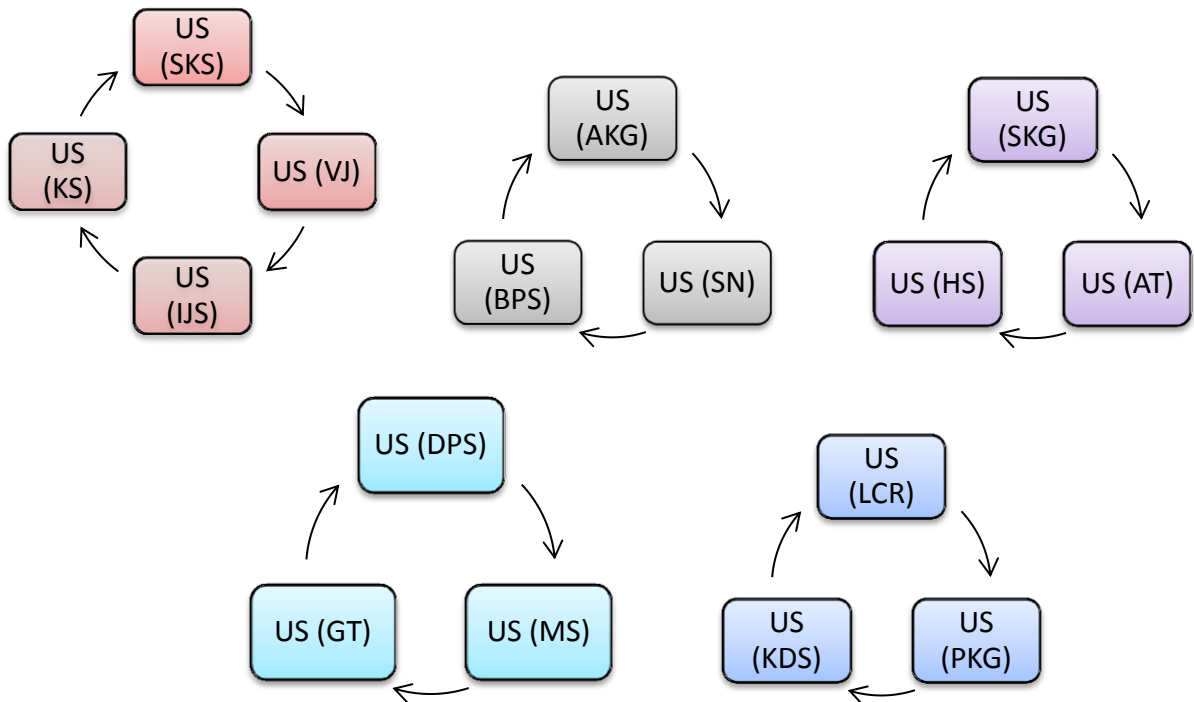 US
(SKS)
US (VJ)
US
(IJS)
US
(KS)
US
(AKG)
US (SN)
US
(BPS)
US
(SKG)
US (AT)
US (HS)
US (DPS)
US (MS)
US (GT)
US
(LCR)
US
(PKG)
US
(KDS)